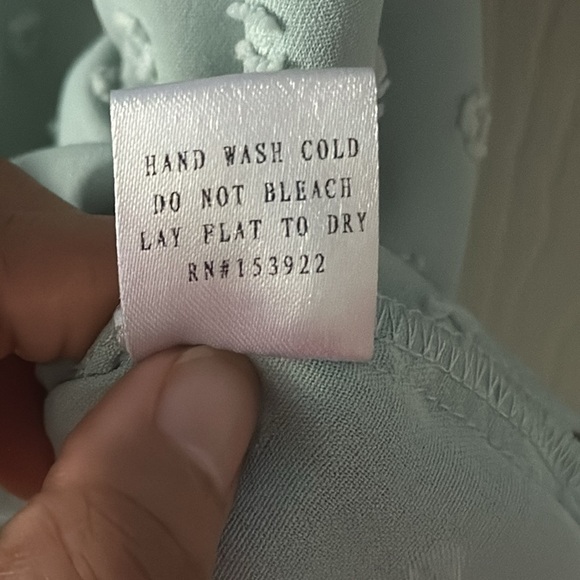 HAND WASH COLD
DO NOT BLEACH
LAY FLAT TO DRY
RN#153922